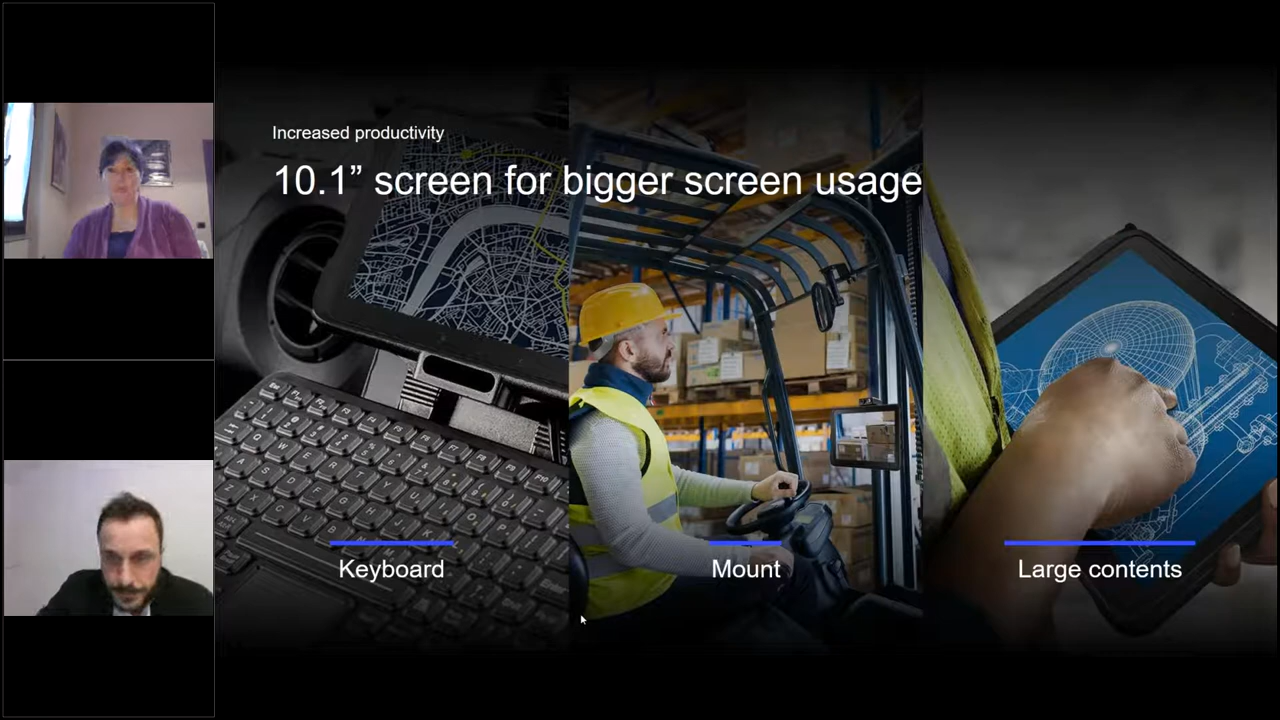 Increased productivity
10.1” screen for bigger screen usage
Keyboard
Mount
Large contents